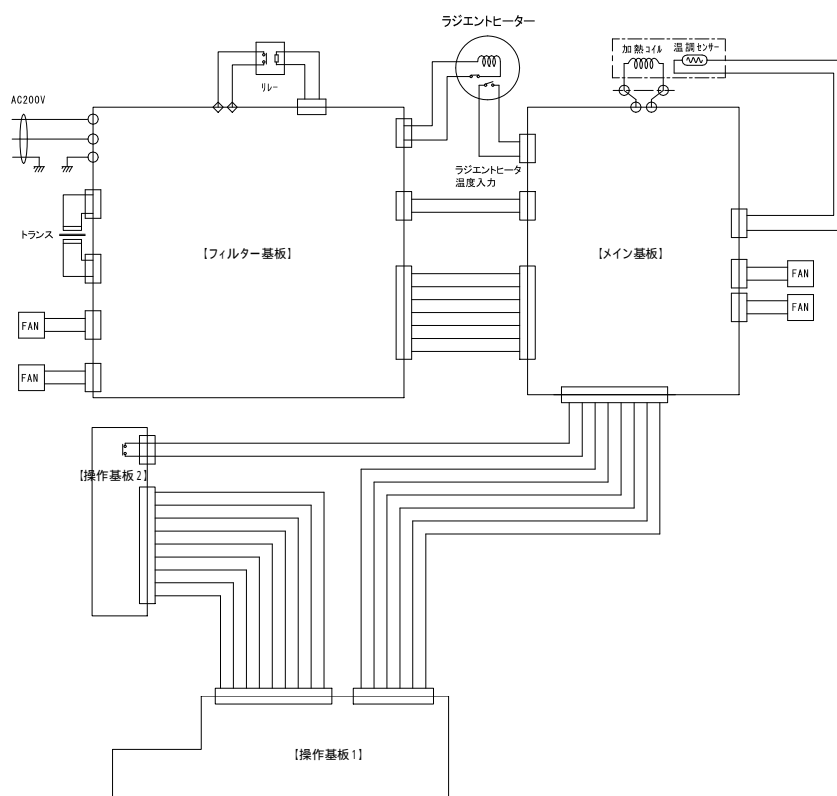 ラジエントヒーター
加熱コイル
温調センサー
リレー
AC200V
ラジエントヒータ
温度入力
トランス
【フィルター基板】
【メイン基板】
FAN
FAN
FAN
FAN
【操作基板2】
【操作基板1】